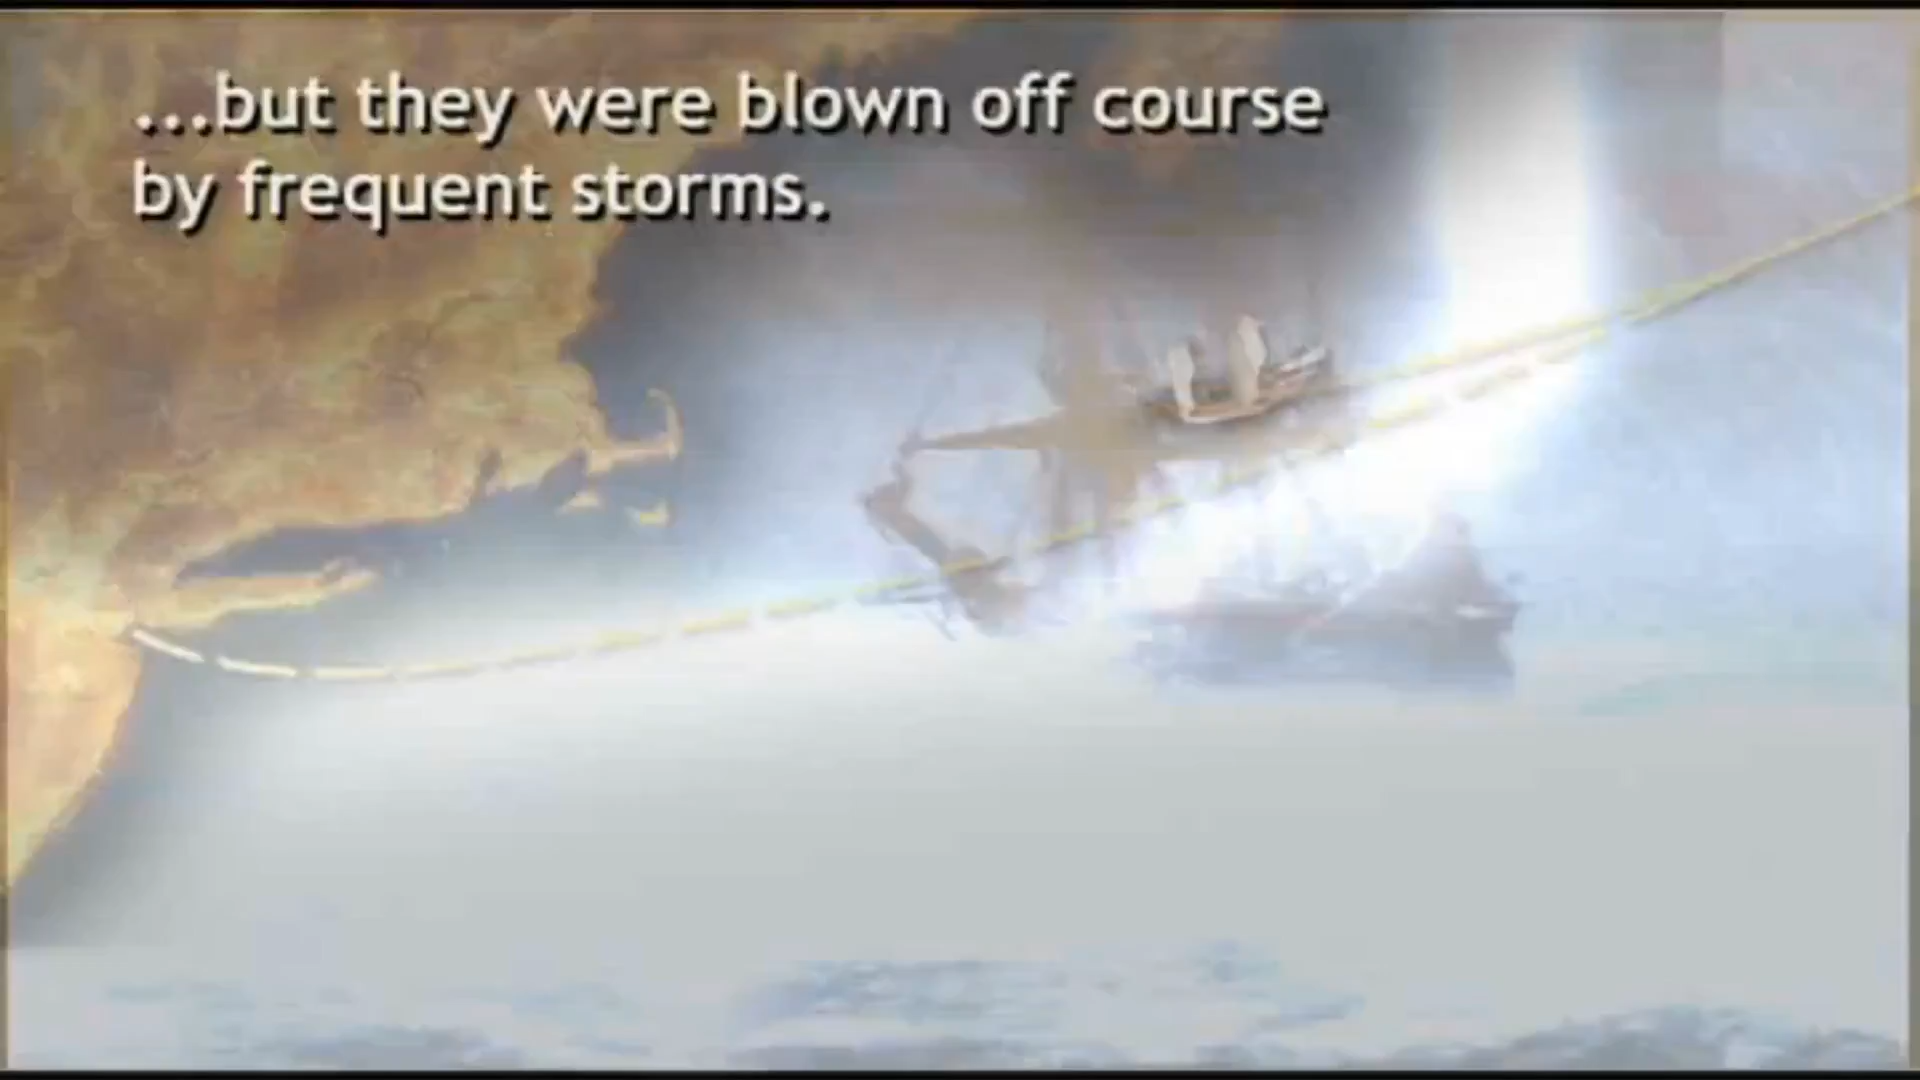 ...but they were blown off course
by frequent storms.